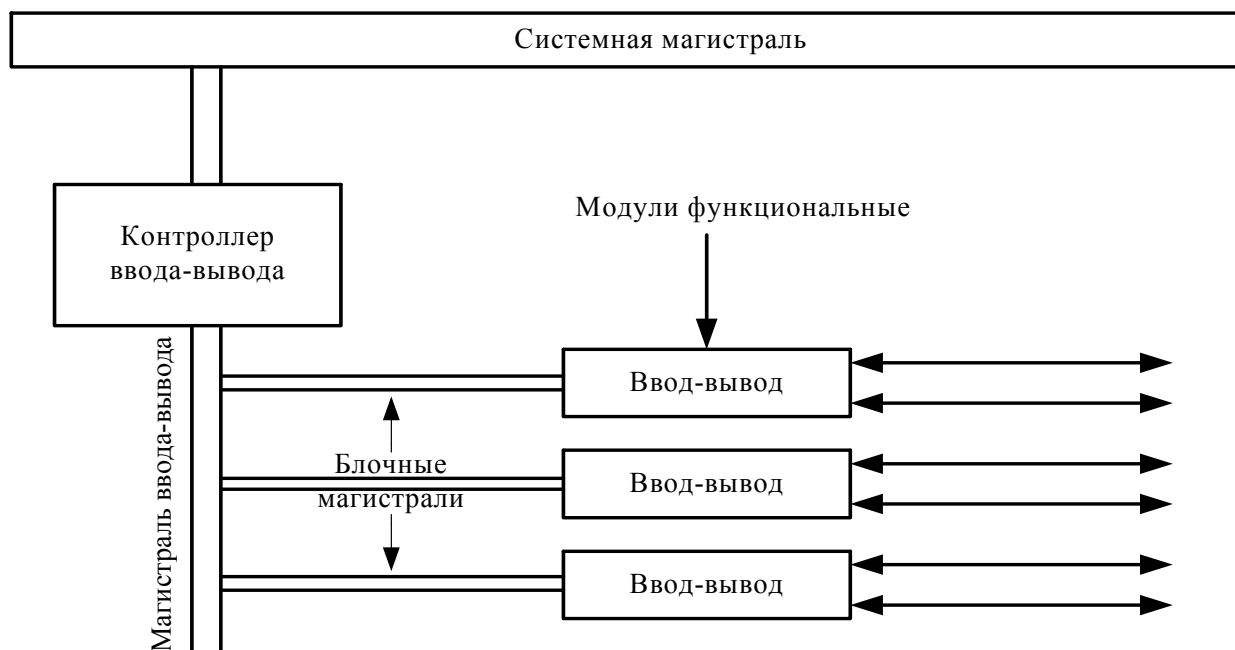 Системная магистраль
Контроллер
ввода-вывода
Модули функциональные
Магистраль ввода-вывода
Ввод-вывод
Блочные
магистрали
Ввод-вывод
Ввод-вывод